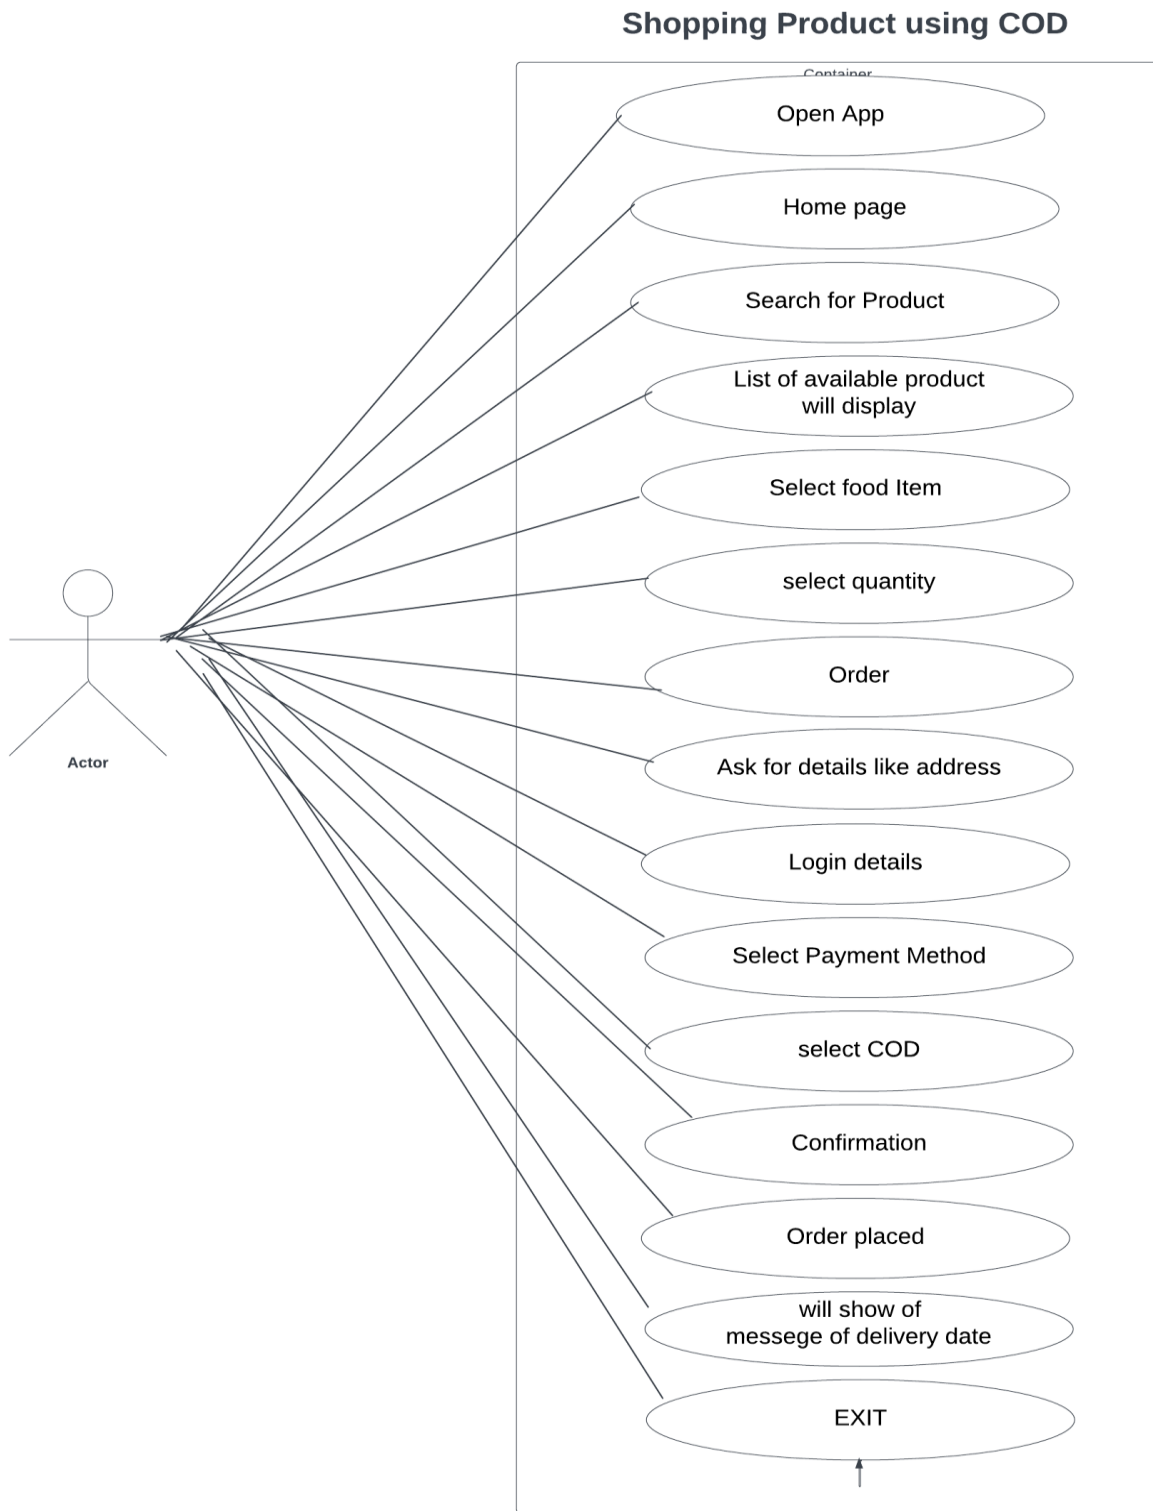 Shopping Product using COD
Container
Open App
Home page
Search for Product
List of available product
will display
Select food Item
select quantity
Order
Actor
Ask for details like address
Login details
Select Payment Method
select COD
Confirmation
Order placed
will show of
messege of delivery date
EXIT